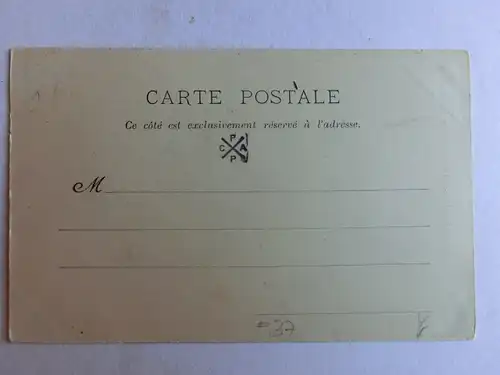 CARTE POSTALE
Ce côté est exclusivement réservé à l'adresse.
P
C A
P
M
37